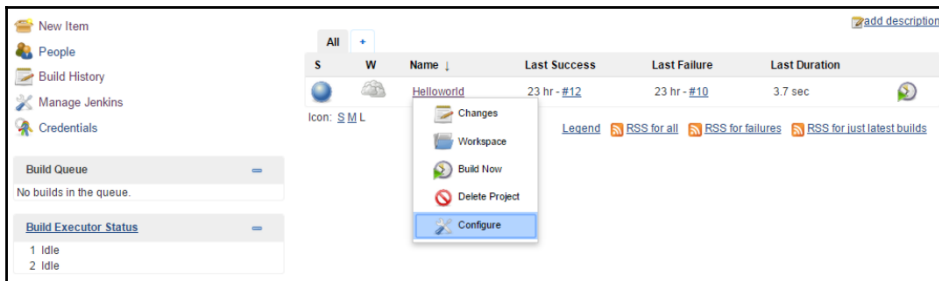 New Item
People
Build History
Manage Jenkins
Credentials
Build Queue
No builds in the queue.
Build Executor Status
1 Idle
2 Idle
add description
All +
S W Name ↓ Last Success Last Failure Last Duration
Helloworld 23 hr - #12 23 hr - #10 3.7 sec
Icon: S M L
Legend RSS for all RSS for failures RSS for just latest builds
Changes
Workspace
Build Now
Delete Project
Configure